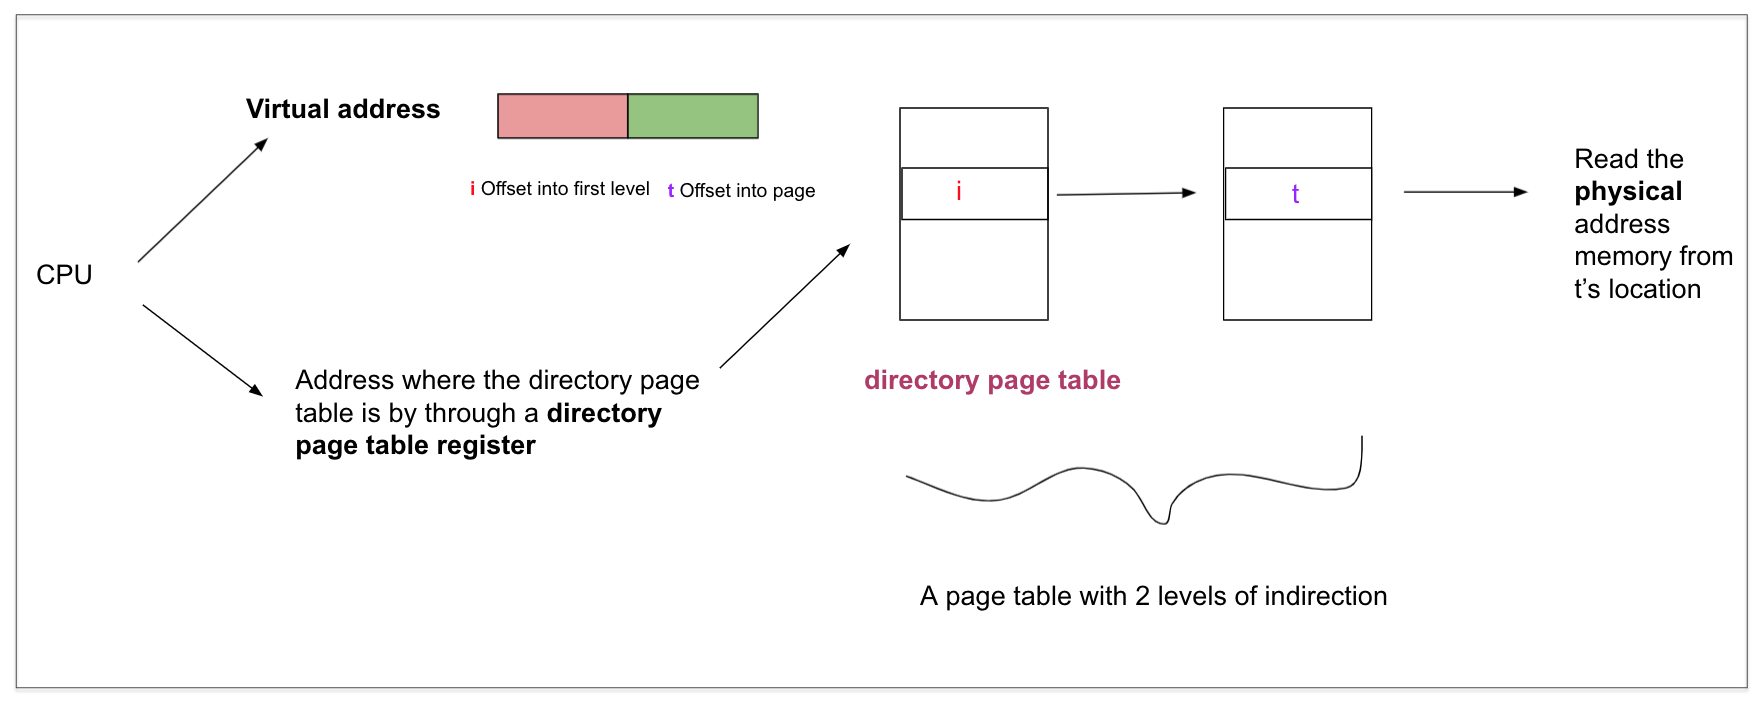 Virtual address
i Offset into first level
t Offset into page
CPU
Address where the directory page
table is by through a directory
page table register
i
t
directory page table
A page table with 2 levels of indirection
Read the
physical
address
memory from
t’s location